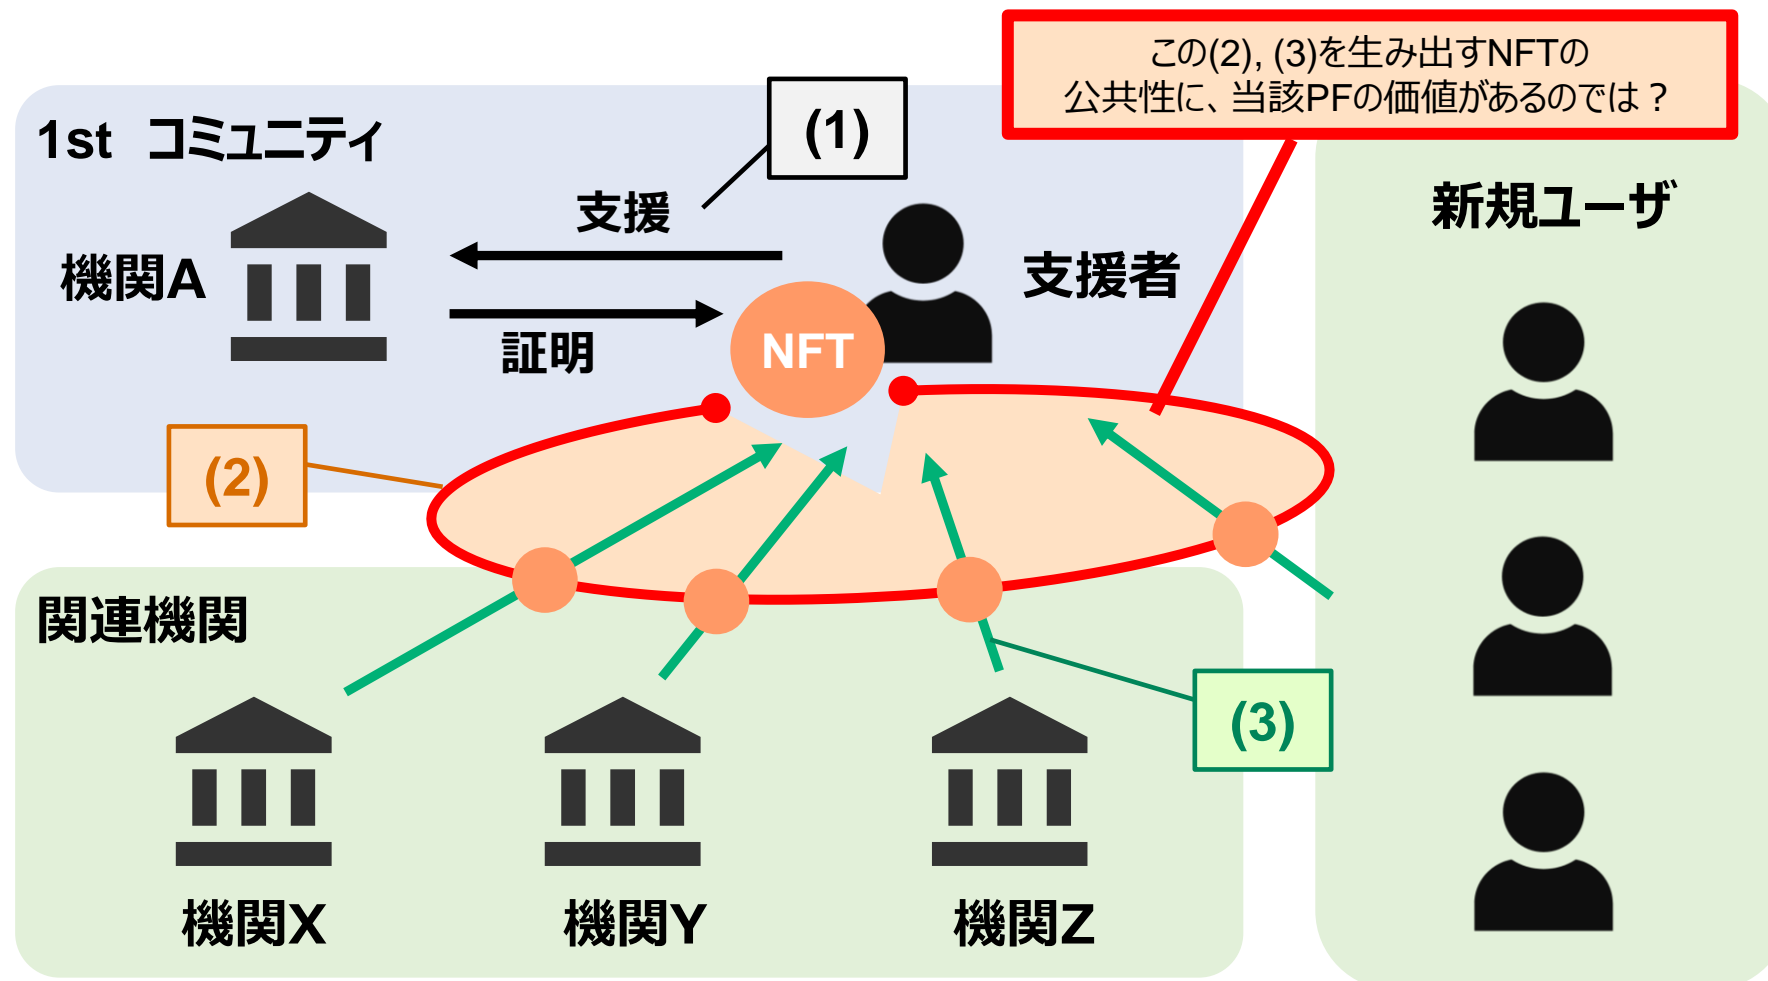 この(2), (3)を生み出すNFTの
公共性に、当該PFの価値があるのでは？
1st コミュニティ
(1)
支援
機関A
支援者
証明
NFT
新規ユーザ
(2)
関連機関
(3)
機関X
機関Y
機関Z